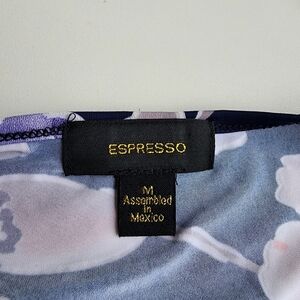 ESPRESSO
M
Assembled
in
Mexico